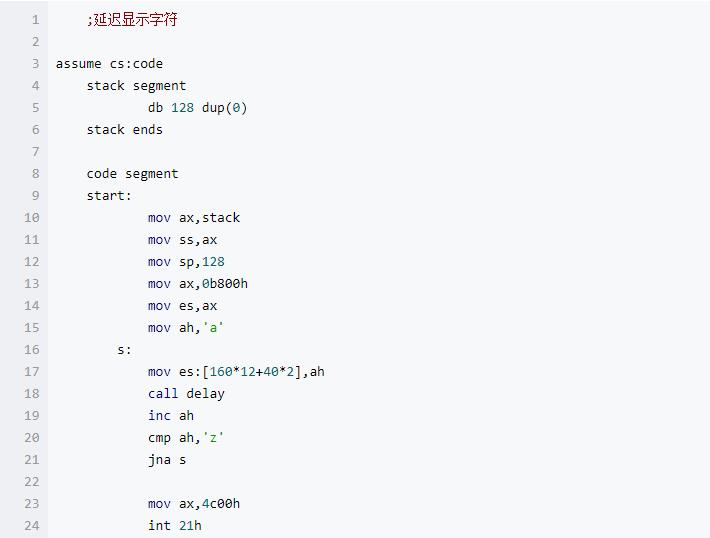 1 ;延迟显示字符
2
3 assume cs:code
4 stack segment
5 db 128 dup(0)
6 stack ends
7
8 code segment
9 start:
10 mov ax,stack
11 mov ss,ax
12 mov sp,128
13 mov ax,0b800h
14 mov es,ax
15 mov ah,'a'
16 s:
17 mov es:[160*12+40*2],ah
18 call delay
19 inc ah
20 cmp ah,'z'
21 jna s
22
23 mov ax,4c00h
24 int 21h